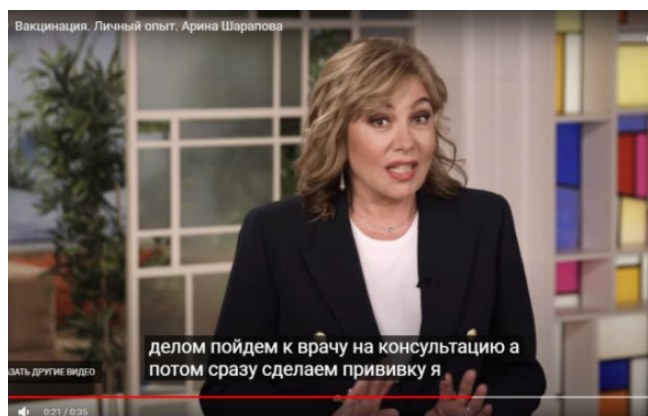 Вакцинация. Личный опыт. Арина Шарапова
делом пойдем к врачу на консультацию а
потом сразу сделаем прививку я
ЗАТЬ ДРУГИЕ ВИДЕО
0:21 / 0:35